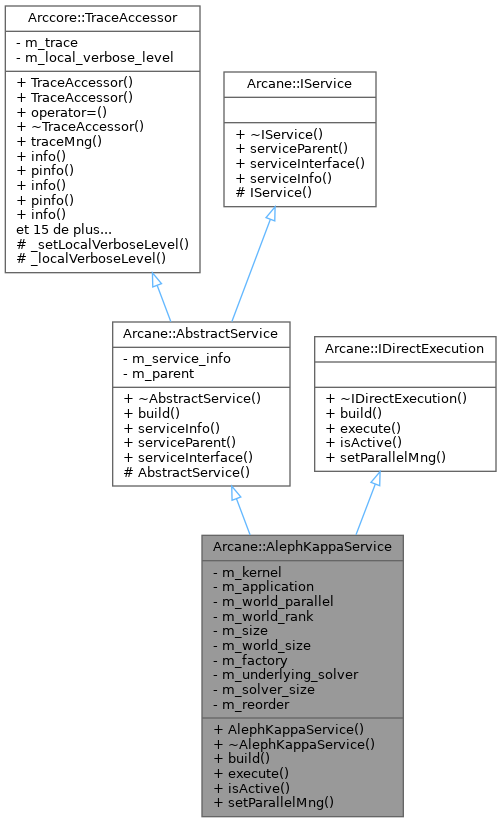 Arccore::TraceAccessor
- m_trace
- m_local_verbose_level
+ TraceAccessor()
+ TraceAccessor()
+ operator=()
+ ~TraceAccessor()
+ traceMng()
+ info()
+ pinfo()
+ info()
+ pinfo()
+ info()
et 15 de plus...
# _setLocalVerboseLevel()
# _localVerboseLevel()
Arcane::IService
+ ~IService()
+ serviceParent()
+ serviceInterface()
+ serviceInfo()
# IService()
Arcane::AbstractService
- m_service_info
- m_parent
+ ~AbstractService()
+ build()
+ serviceInfo()
+ serviceParent()
+ serviceInterface()
# AbstractService()
Arcane::IDirectExecution
+ ~IDirectExecution()
+ build()
+ execute()
+ isActive()
+ setParallelMng()
Arcane::AlephKappaService
- m_kernel
- m_application
- m_world_parallel
- m_world_rank
- m_size
- m_world_size
- m_factory
- m_underlying_solver
- m_solver_size
- m_reorder
+ AlephKappaService()
+ ~AlephKappaService()
+ build()
+ execute()
+ isActive()
+ setParallelMng()